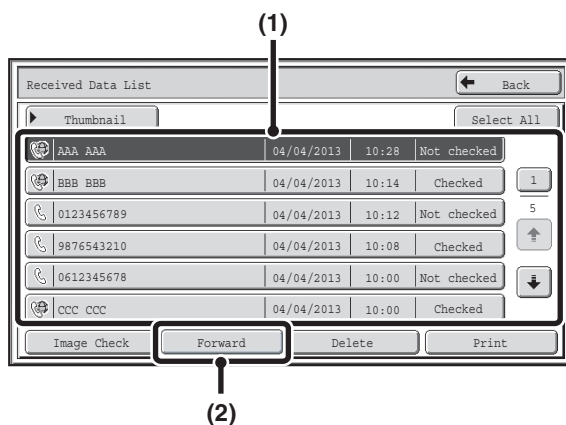 (1)
Received Data List
Back
Thumbnail
Select All
AAA AAA 04/04/2013 10:28 Not checked
BBB BBB 04/04/2013 10:14 Checked
1
0123456789 04/04/2013 10:12 Not checked
5
9876543210 04/04/2013 10:08 Checked
0612345678 04/04/2013 10:00 Not checked
CCC CCC 04/04/2013 10:00 Checked
Image Check
Forward
Delete
Print
(2)